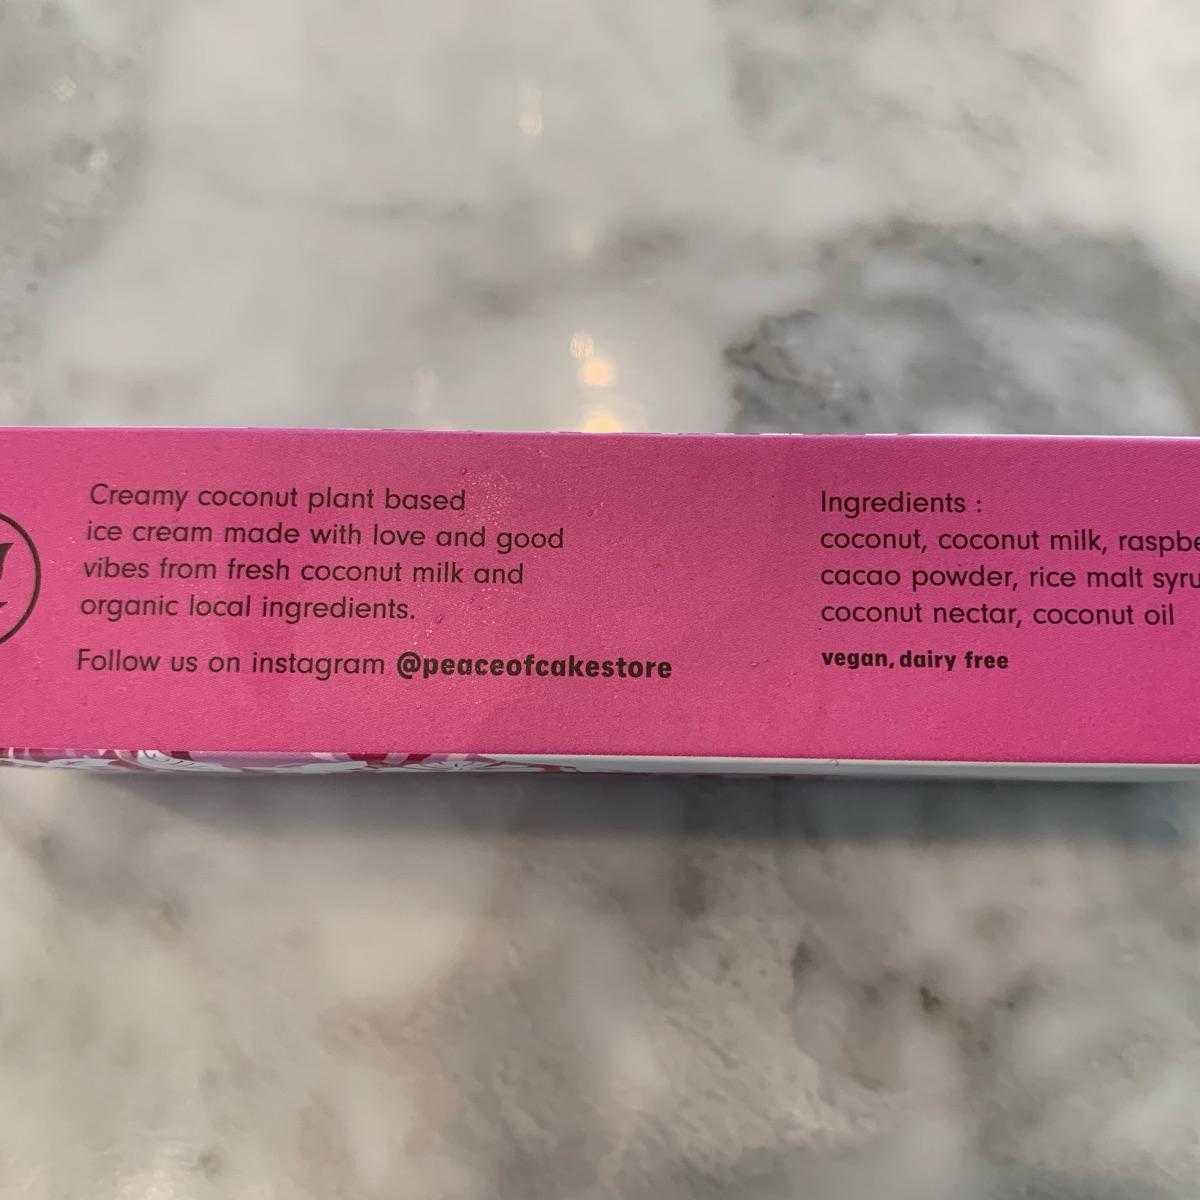 Creamy coconut plant based
ice cream made with love and good
vibes from fresh coconut milk and
organic local ingredients.
Follow us on instagram @peaceofcakestore
Ingredients :
coconut, coconut milk, raspbe
cacao powder, rice malt syru
coconut nectar, coconut oil
vegan, dairy free